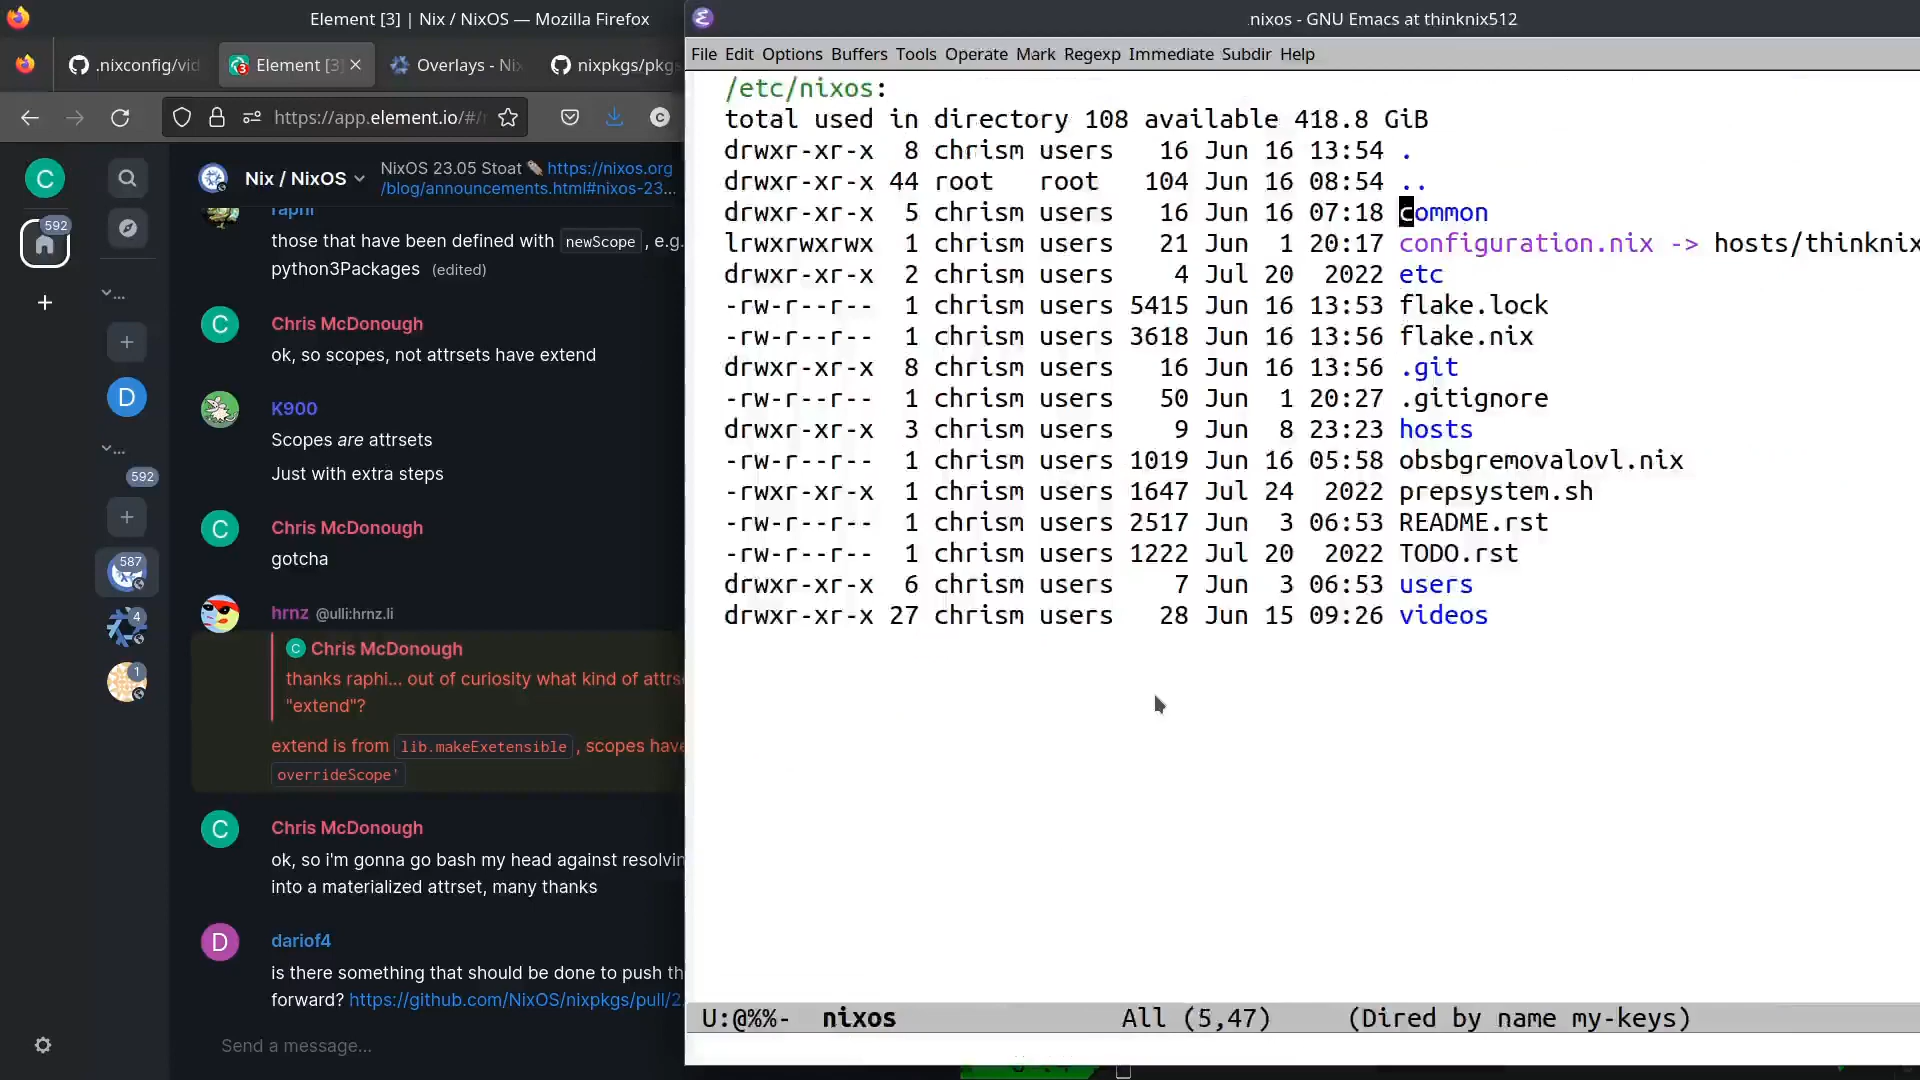 Element [3] | Nix / NixOS — Mozilla Firefox
.nixconfig/vid
Element [3]
Overlays - Nix
nixpkgs/pkg
https://app.element.io/#/
C
C
592
D
592
587
4
1
Nix / NixOS
NixOS 23.05 Stoat https://nixos.org
/blog/announcements.html#nixos-23...
raphi
those that have been defined with newScope, e.g.
python3Packages (edited)
C
Chris McDonough
ok, so scopes, not attrsets have extend
K900
Scopes are attrsets
Just with extra steps
C
Chris McDonough
gotcha
hrnz @ulli:hrnz.li
C Chris McDonough
thanks raphi... out of curiosity what kind of attrs
"extend"?
extend is from lib.makeExetensible, scopes have
overrideScope'
C
Chris McDonough
ok, so i'm gonna go bash my head against resolvin
into a materialized attrset, many thanks
D
dariof4
is there something that should be done to push th
forward? https://github.com/NixOS/nixpkgs/pull/2
Send a message...
.nixos - GNU Emacs at thinknix512
File Edit Options Buffers Tools Operate Mark Regexp Immediate Subdir Help
/etc/nixos:
total used in directory 108 available 418.8 GiB
drwxr-xr-x  8 chrism users   16 Jun 16 13:54 .
drwxr-xr-x 44 root   root   104 Jun 16 08:54 ..
drwxr-xr-x  5 chrism users   16 Jun 16 07:18 common
lrwxrwxrwx  1 chrism users   21 Jun  1 20:17 configuration.nix -> hosts/thinknix
drwxr-xr-x  2 chrism users    4 Jul 20  2022 etc
-rw-r--r--  1 chrism users 5415 Jun 16 13:53 flake.lock
-rw-r--r--  1 chrism users 3618 Jun 16 13:56 flake.nix
drwxr-xr-x  8 chrism users   16 Jun 16 13:56 .git
-rw-r--r--  1 chrism users   50 Jun  1 20:27 .gitignore
drwxr-xr-x  3 chrism users    9 Jun  8 23:23 hosts
-rw-r--r--  1 chrism users 1019 Jun 16 05:58 obsbgremovalovl.nix
-rwxr-xr-x  1 chrism users 1647 Jul 24  2022 prepsystem.sh
-rw-r--r--  1 chrism users 2517 Jun  3 06:53 README.rst
-rw-r--r--  1 chrism users 1222 Jul 20  2022 TODO.rst
drwxr-xr-x  6 chrism users    7 Jun  3 06:53 users
drwxr-xr-x 27 chrism users   28 Jun 15 09:26 videos
U:@%%-  nixos  All (5,47)  (Dired by name my-keys)